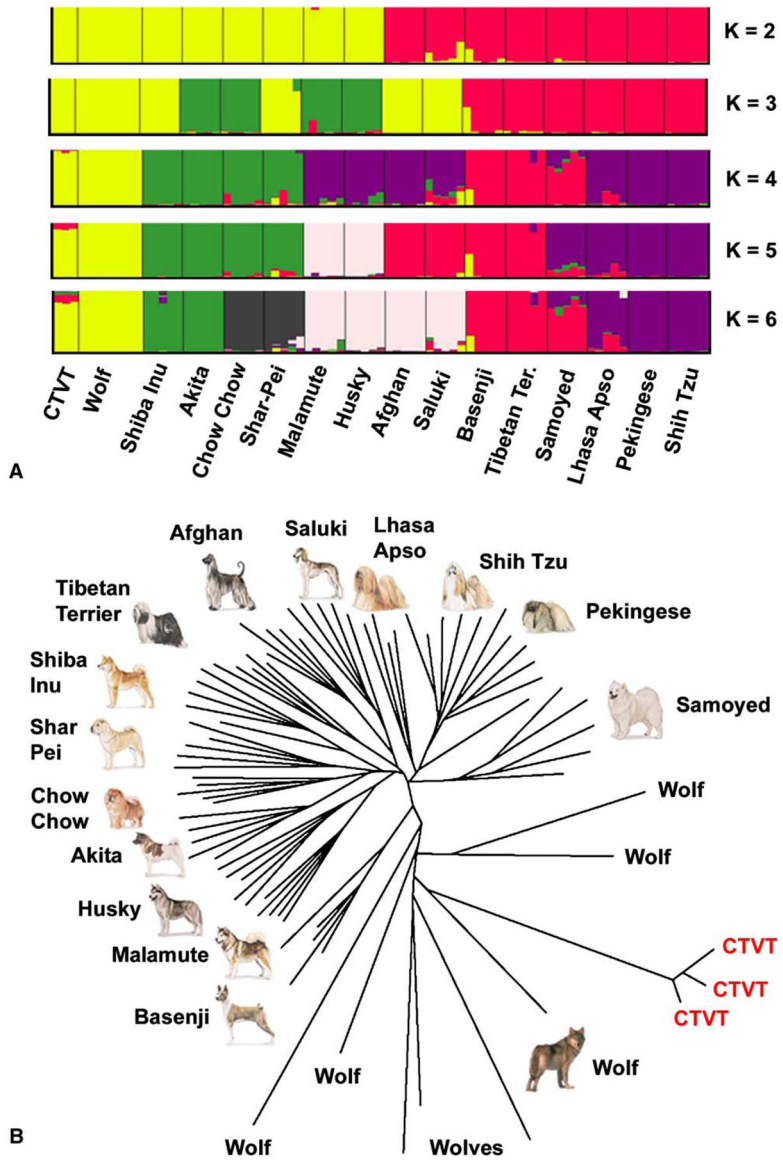 K = 2
K = 3
K = 4
K = 5
K = 6
CTVT
Wolf
Shiba Inu
Akita
Chow Chow
Shar-Pei
Malamute
Husky
Afghan
Saluki
Basenji
Tibetan Ter.
Samoyed
Lhasa Apso
Pekingese
Shih Tzu
A
Afghan
Saluki
Lhasa
Apso
Shih Tzu
Tibetan
Terrier
Pekingese
Shiba
Inu
Samoyed
Shar
Pei
Chow
Chow
Wolf
Akita
Wolf
Husky
Malamute
CTVT
CTVT
CTVT
Basenji
Wolf
Wolf
B
Wolf
Wolves